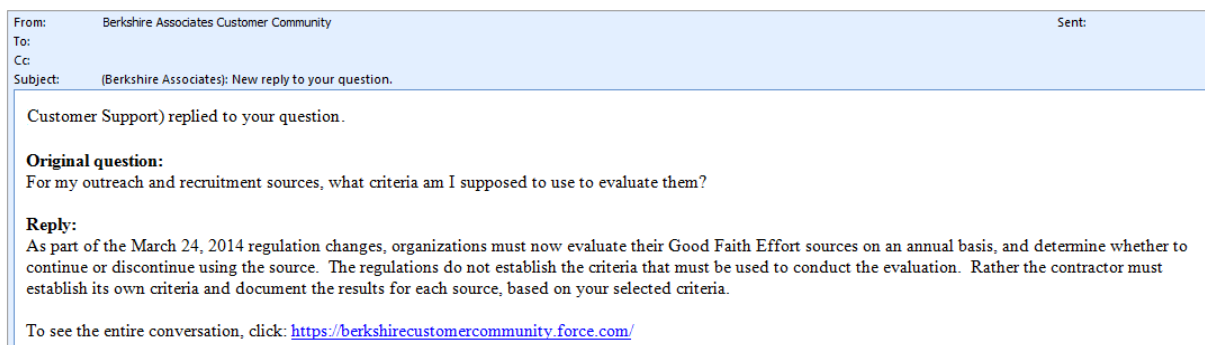 From: Berkshire Associates Customer Community Sent:
To:
Cc:
Subject: (Berkshire Associates): New reply to your question.
Customer Support) replied to your question.
Original question:
For my outreach and recruitment sources, what criteria am I supposed to use to evaluate them?
Reply:
As part of the March 24, 2014 regulation changes, organizations must now evaluate their Good Faith Effort sources on an annual basis, and determine whether to
continue or discontinue using the source. The regulations do not establish the criteria that must be used to conduct the evaluation. Rather the contractor must
establish its own criteria and document the results for each source, based on your selected criteria.
To see the entire conversation, click: https://berkshirecustomercommunity.force.com/